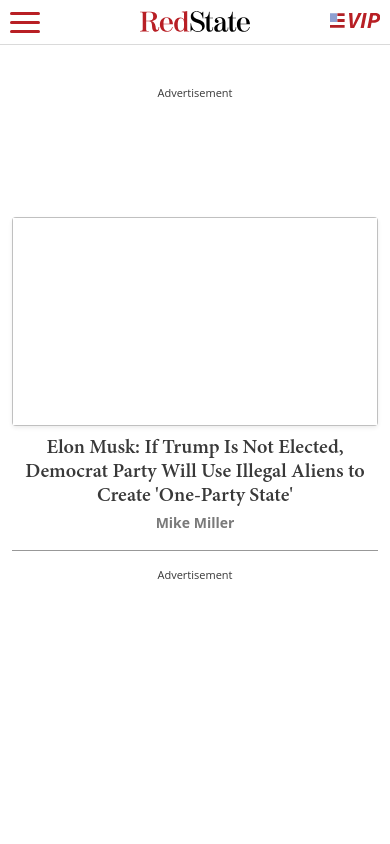 RedState
VIP
Advertisement
Elon Musk: If Trump Is Not Elected,
Democrat Party Will Use Illegal Aliens to
Create 'One-Party State'
Mike Miller
Advertisement